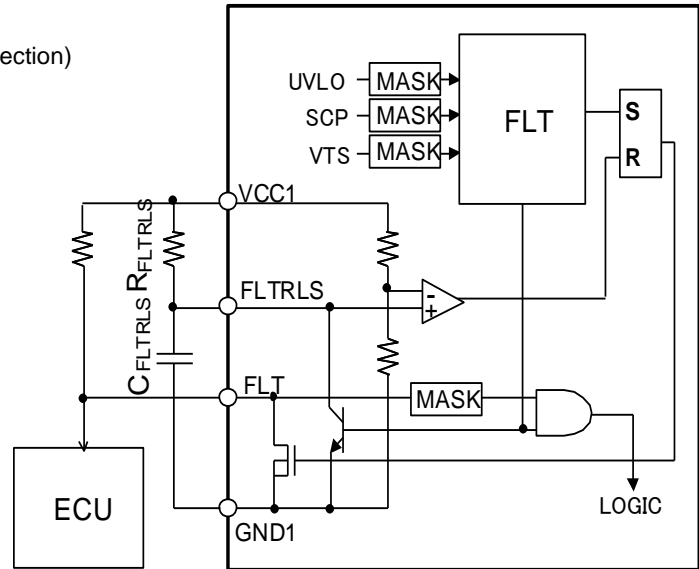 ection)
UVLO MASK
SCP MASK
VTS MASK
FLT
S
R
VCC1
RFLTRLS
CFLTRLS
FLTRLS
-
+
FLT
MASK
ECU
GND1
LOGIC